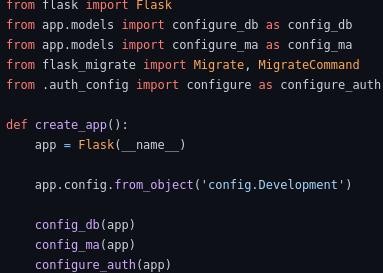 from flask import Flask
from app.models import configure_db as config_db
from app.models import configure_ma as config_ma
from flask_migrate import Migrate, MigrateCommand
from .auth_config import configure as configure_auth
def create_app():
    app = Flask(__name__)
    app.config.from_object('config.Development')
    config_db(app)
    config_ma(app)
    configure_auth(app)